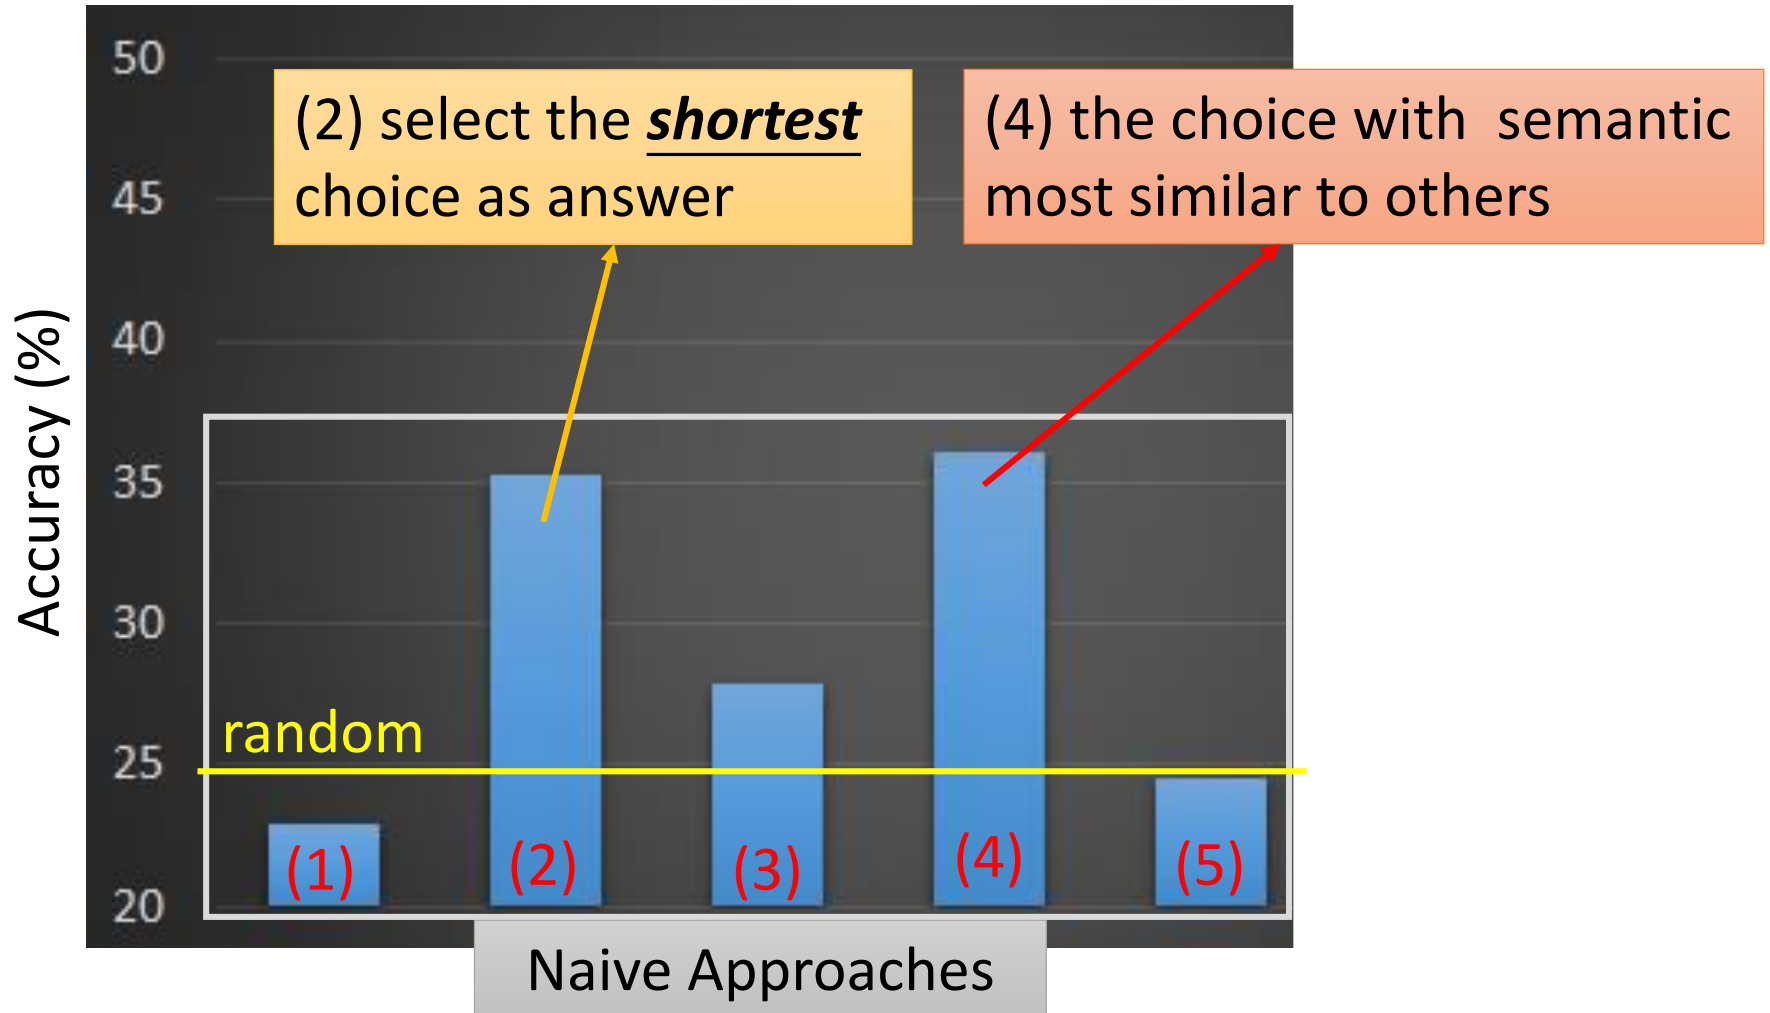 50
(2) select the shortest
choice as answer
(4) the choice with semantic
most similar to others
45
40
Accuracy (%)
35
30
random
25
(1)
(2)
(3)
(4)
(5)
20
Naive Approaches